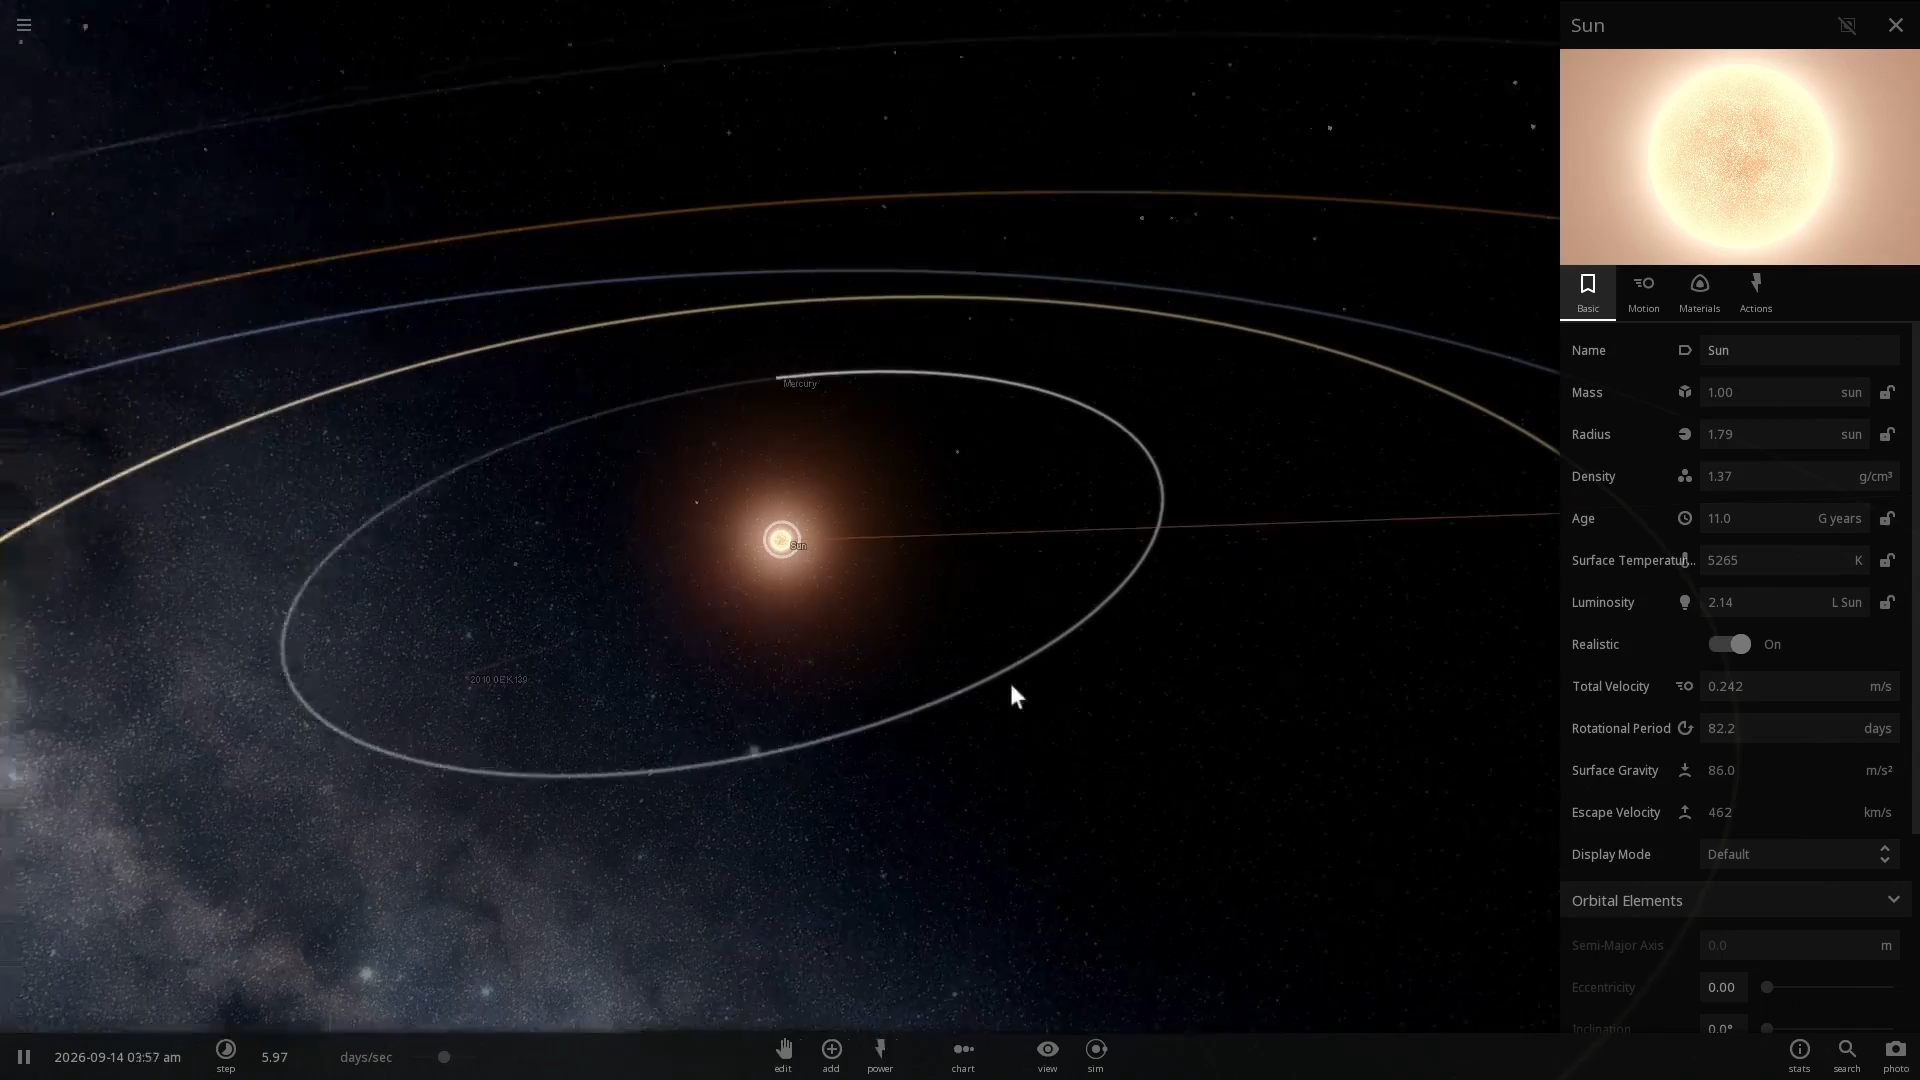 Sun
Basic
Motion
Materials
Actions
Name Sun
Mass 1.00 sun
Radius 1.79 sun
Density 1.37 g/cm³
Age 11.0 G years
Surface Temperatur... 5265 K
Luminosity 2.14 L Sun
Realistic On
Total Velocity 0.242 m/s
Rotational Period 82.2 days
Surface Gravity 86.0 m/s²
Escape Velocity 462 km/s
Display Mode Default
Orbital Elements
Semi-Major Axis 0.0 m
Eccentricity 0.00
Inclination 0.0°
Mercury
Sun
2026-09-14 03:57 am
step
5.97 days/sec
edit
add
power
chart
view
sim
stats
search
photo